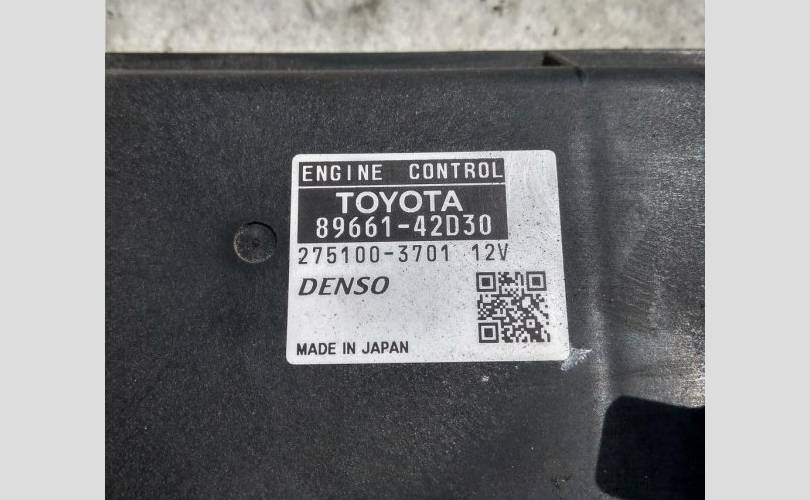 ENGINE CONTROL
TOYOTA
89661-42D30
275100-3701 12V
DENSO
MADE IN JAPAN